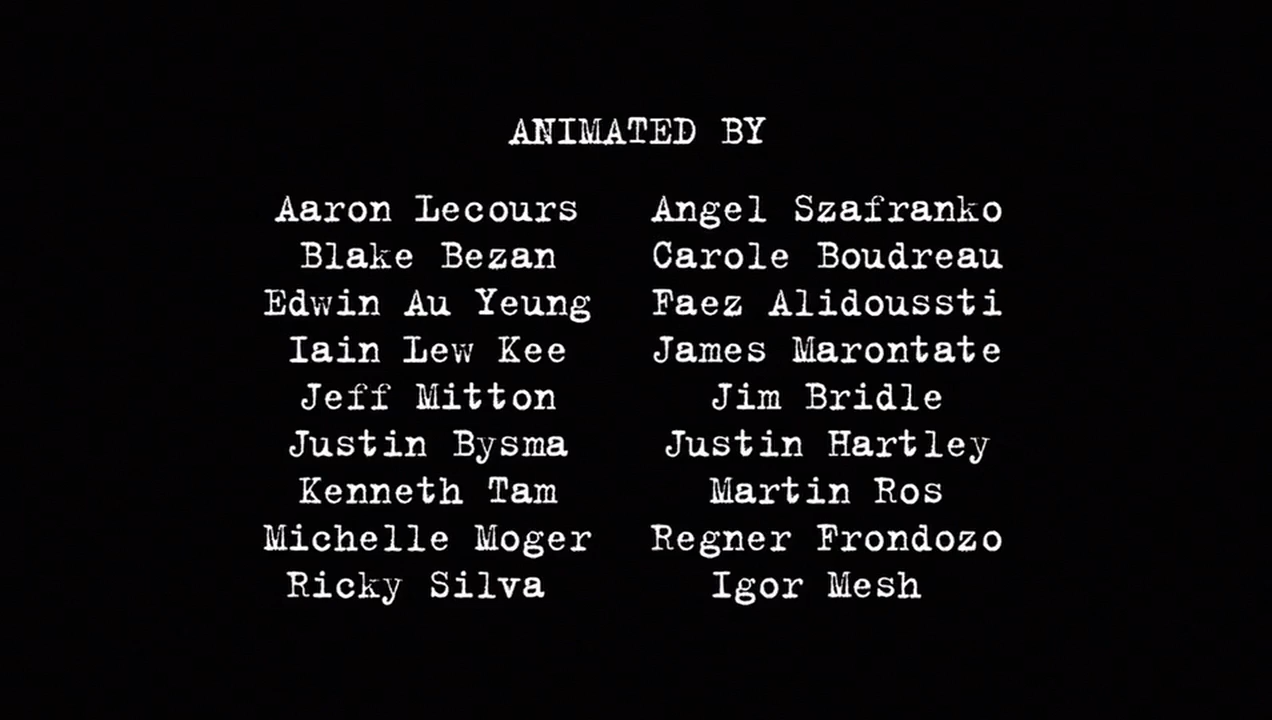 ANIMATED BY
Aaron Lecours Angel Szafranko
Blake Bezan Carole Boudreau
Edwin Au Yeung Faez Alidoussti
Iain Lew Kee James Marontate
Jeff Mitton Jim Bridle
Justin Bysma Justin Hartley
Kenneth Tam Martin Ros
Michelle Moger Regner Frondozo
Ricky Silva Igor Mesh